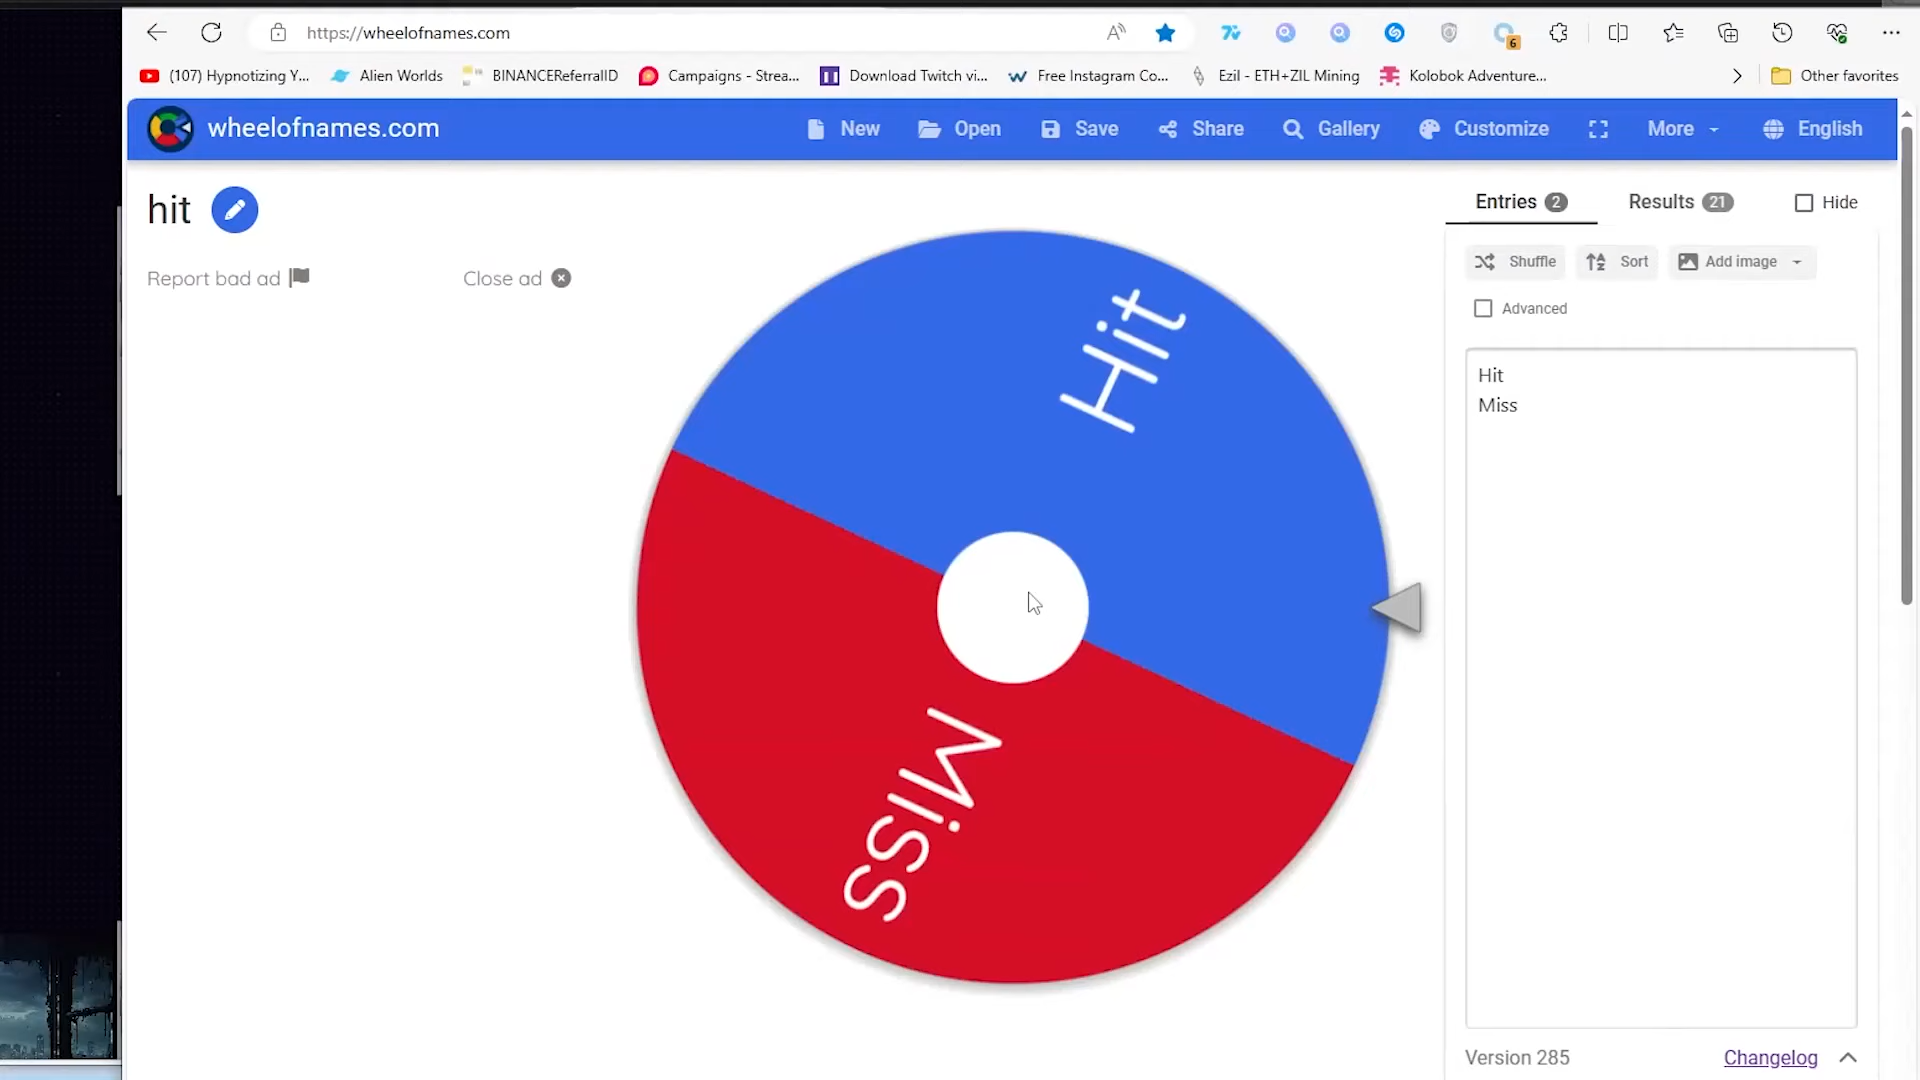 https://wheelofnames.com
6
(107) Hypnotizing Y... Alien Worlds BINANCEReferralID Campaigns - Strea... Download Twitch vi... Free Instagram Co... Ezil - ETH+ZIL Mining Kolobok Adventure... Other favorites
wheelofnames.com New Open Save Share Gallery Customize More English
hit
Entries 2 Results 21 Hide
Report bad ad Close ad
Shuffle Sort Add image
Advanced
Hit
Miss
Hit
Miss
Version 285 Changelog